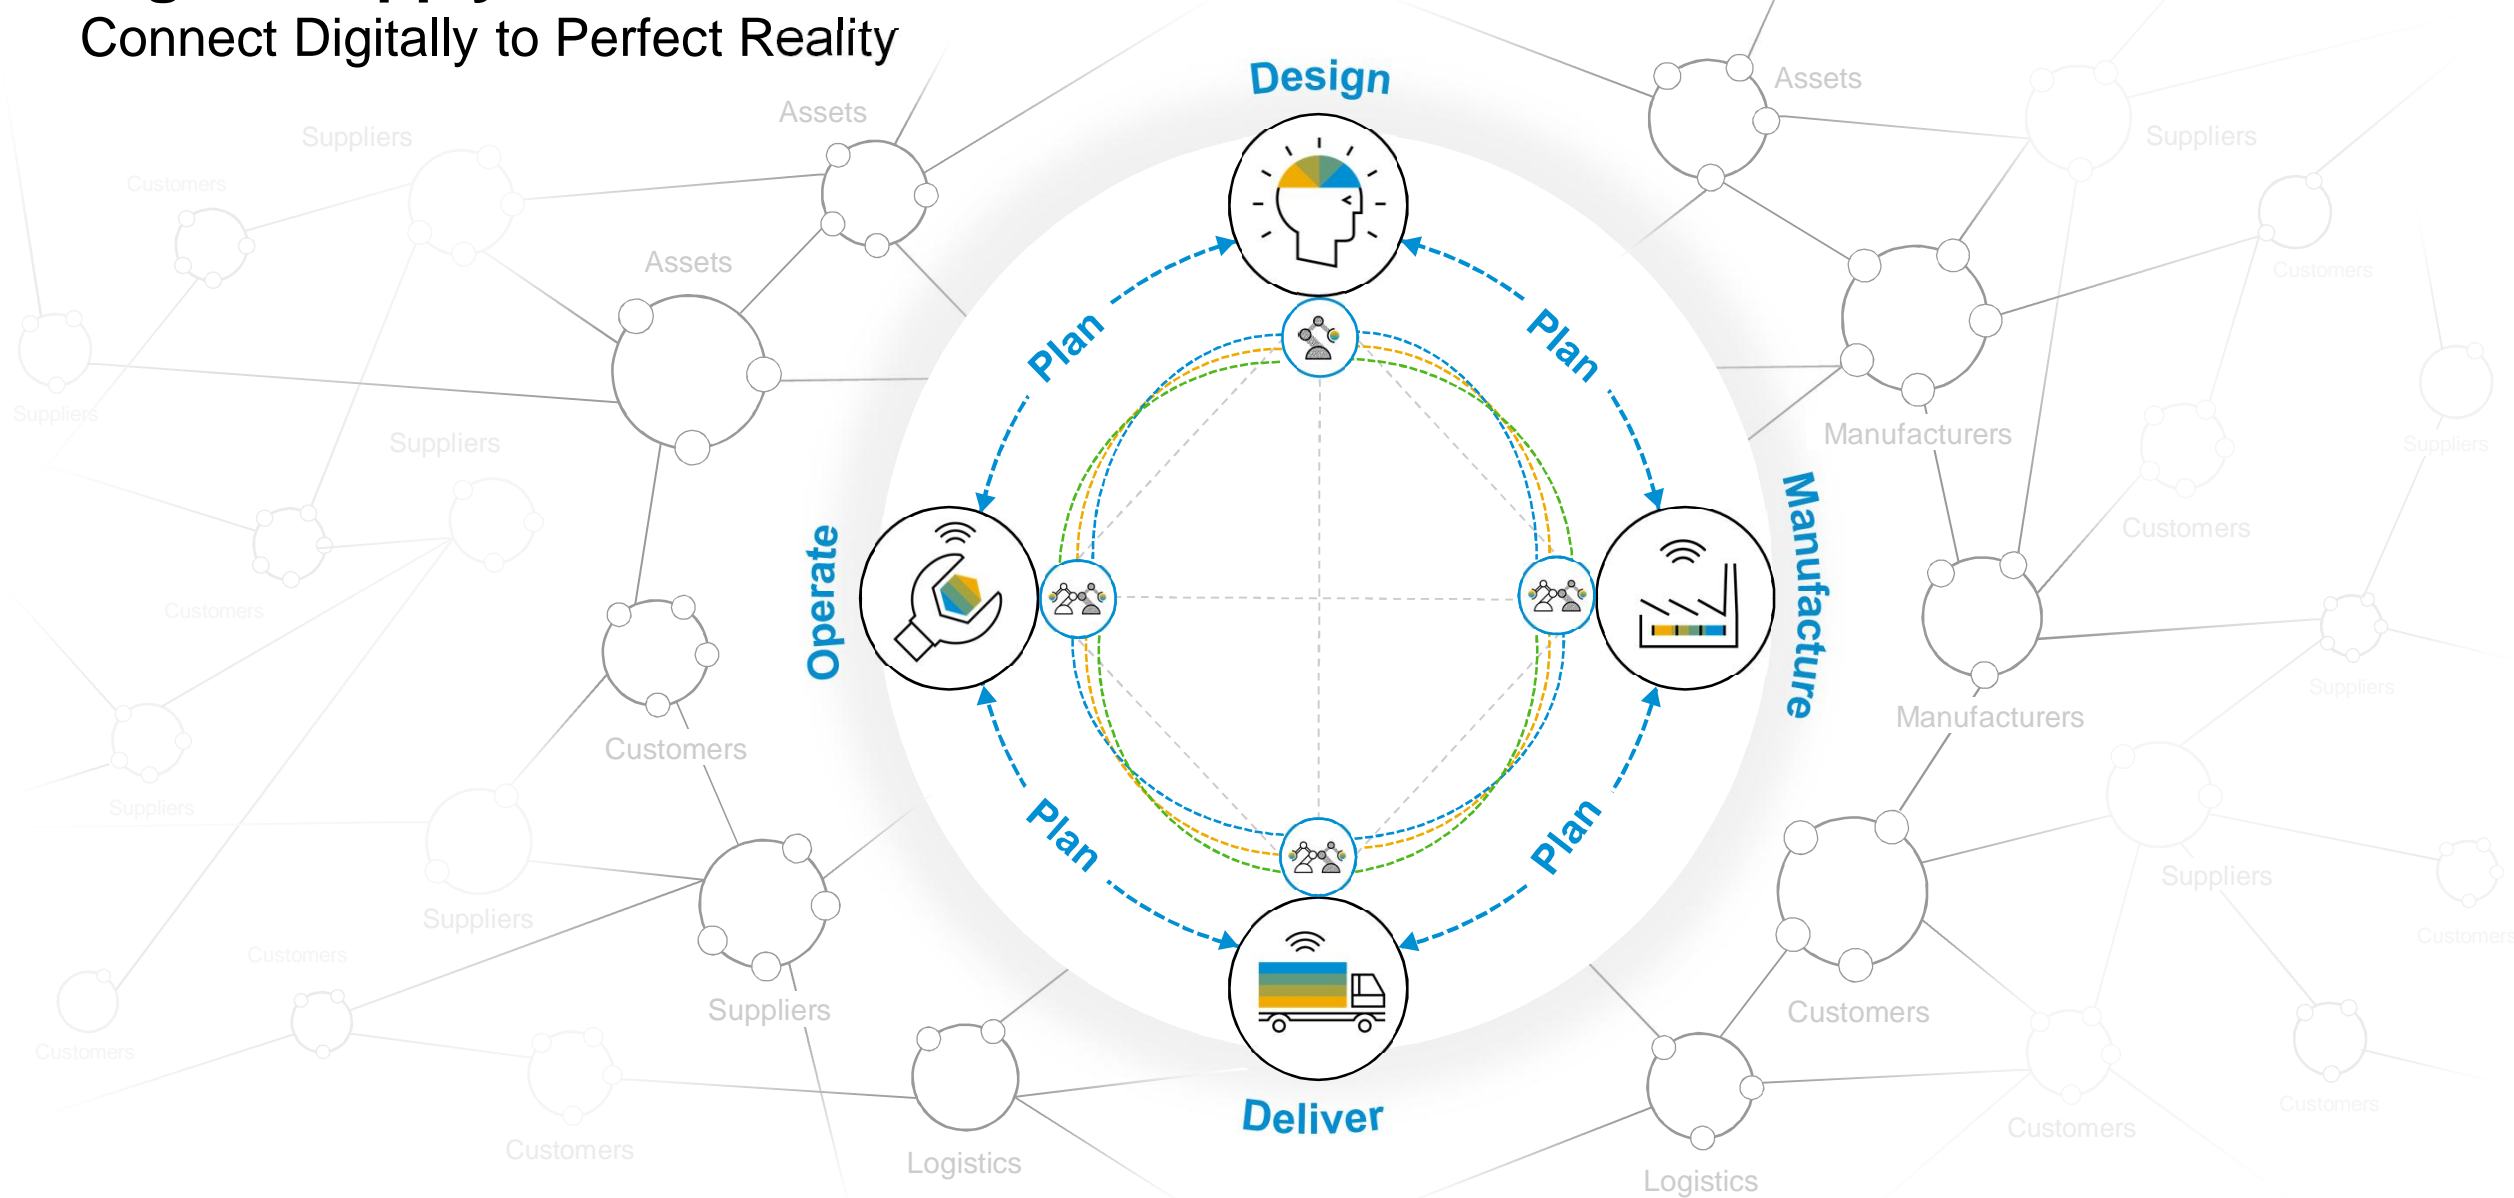 Connect Digitally to Perfect Reality
Design
Assets
Assets
Suppliers
Suppliers
Customers
Assets
Customers
Plan
Plan
Suppliers
Suppliers
Manufacturers
Suppliers
Operate
Manufacture
Customers
Customers
Suppliers
Manufacturers
Customers
Suppliers
Plan
Plan
Suppliers
Suppliers
Customers
Customers
Suppliers
Customers
Customers
Customers
Deliver
Customers
Customers
Logistics
Logistics